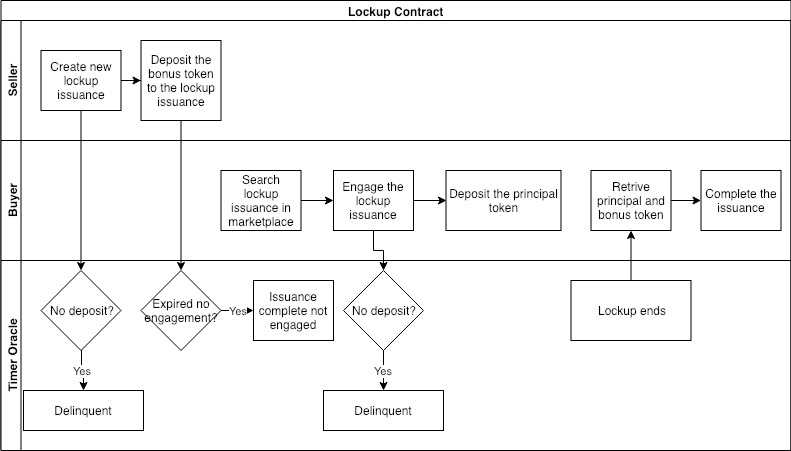 Lockup Contract
Seller
Create new
lockup
issuance
Deposit the
bonus token
to the lockup
issuance
Buyer
Search
lockup
issuance in
marketplace
Engage the
lockup
issuance
Deposit the principal
token
Retrive
principal and
bonus token
Complete the
issuance
Timer Oracle
No deposit?
Expired no
engagement?
Yes
Issuance
complete not
engaged
No deposit?
Lockup ends
Yes
Yes
Delinquent
Delinquent